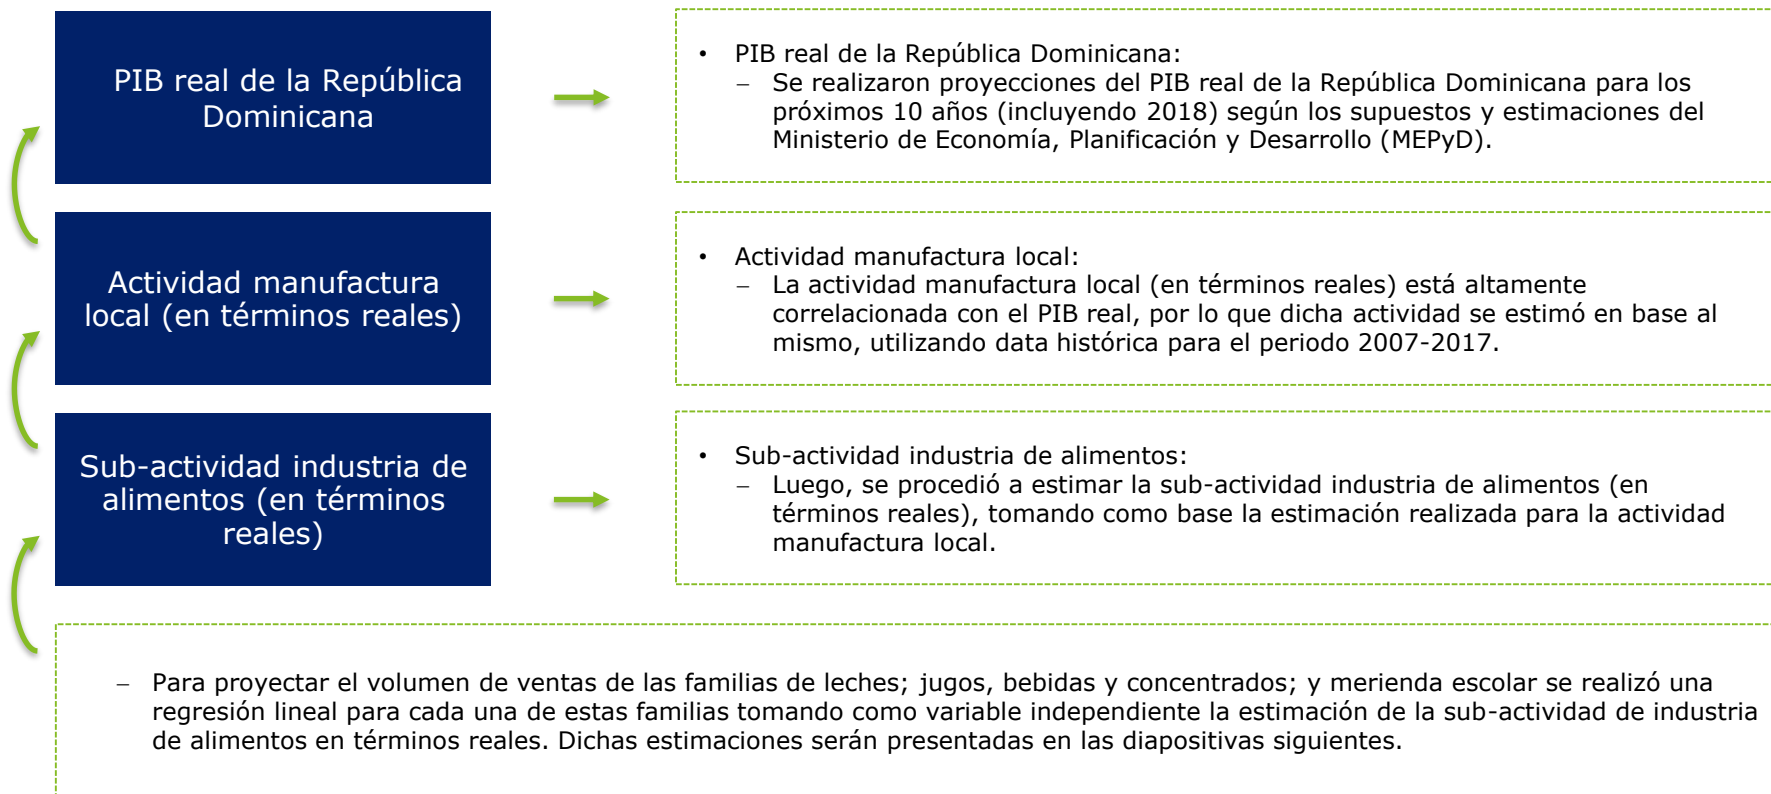 PIB real de la República
Dominicana
• PIB real de la República Dominicana:
– Se realizaron proyecciones del PIB real de la República Dominicana para los
próximos 10 años (incluyendo 2018) según los supuestos y estimaciones del
Ministerio de Economía, Planificación y Desarrollo (MEPyD).
Actividad manufactura
local (en términos reales)
• Actividad manufactura local:
– La actividad manufactura local (en términos reales) está altamente
correlacionada con el PIB real, por lo que dicha actividad se estimó en base al
mismo, utilizando data histórica para el periodo 2007-2017.
Sub-actividad industria de
alimentos (en términos
reales)
• Sub-actividad industria de alimentos:
– Luego, se procedió a estimar la sub-actividad industria de alimentos (en
términos reales), tomando como base la estimación realizada para la actividad
manufactura local.
– Para proyectar el volumen de ventas de las familias de leches; jugos, bebidas y concentrados; y merienda escolar se realizó una
regresión lineal para cada una de estas familias tomando como variable independiente la estimación de la sub-actividad de industria
de alimentos en términos reales. Dichas estimaciones serán presentadas en las diapositivas siguientes.